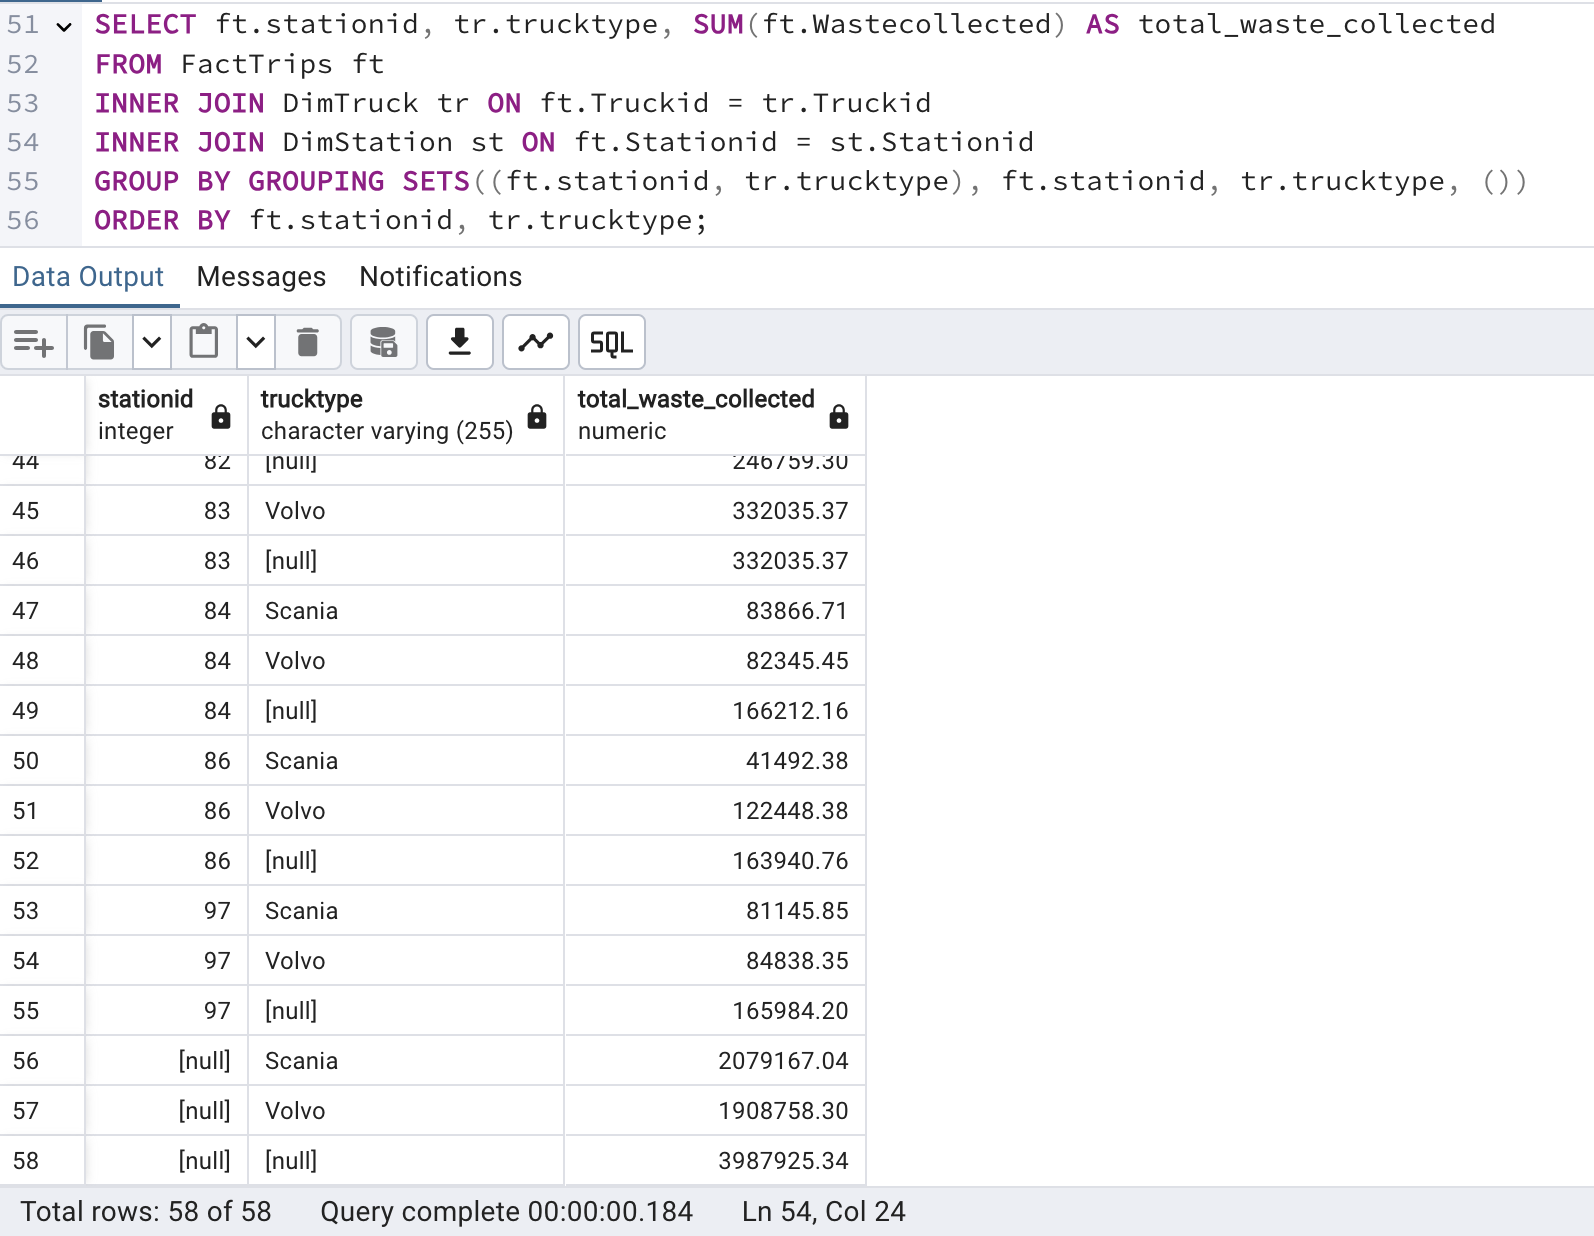 51 SELECT ft.stationid, tr.trucktype, SUM(ft.Wastecollected) AS total_waste_collected
52 FROM FactTrips ft
53 INNER JOIN DimTruck tr ON ft.Truckid = tr.Truckid
54 INNER JOIN DimStation st ON ft.Stationid = st.Stationid
55 GROUP BY GROUPING SETS((ft.stationid, tr.trucktype), ft.stationid, tr.trucktype, ())
56 ORDER BY ft.stationid, tr.trucktype;
Data Output Messages Notifications
SQL
stationid trucktype total_waste_collected
integer character varying (255) numeric
44 82 [null] 246759.30
45 83 Volvo 332035.37
46 83 [null] 332035.37
47 84 Scania 83866.71
48 84 Volvo 82345.45
49 84 [null] 166212.16
50 86 Scania 41492.38
51 86 Volvo 122448.38
52 86 [null] 163940.76
53 97 Scania 81145.85
54 97 Volvo 84838.35
55 97 [null] 165984.20
56 [null] Scania 2079167.04
57 [null] Volvo 1908758.30
58 [null] [null] 3987925.34
Total rows: 58 of 58 Query complete 00:00:00.184 Ln 54, Col 24